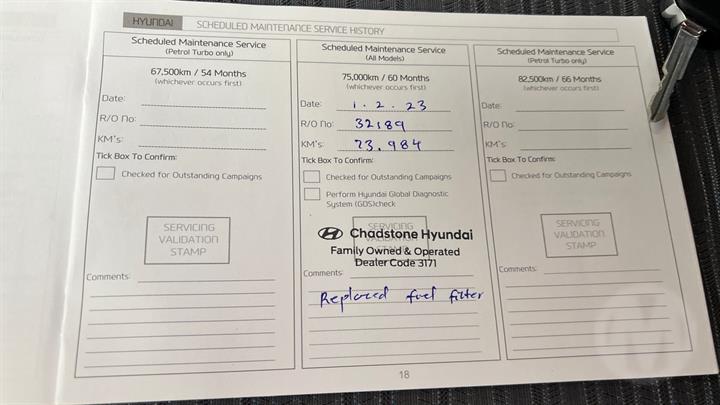 HYUNDAI SCHEDULED MAINTENANCE SERVICE HISTORY
Scheduled Maintenance Service
(Petrol Turbo only)
67,500km / 54 Months
(whichever occurs first)
Date:
R/O No:
KM's:
Tick Box To Confirm:
Checked for Outstanding Campaigns
SERVICING
VALIDATION
STAMP
Comments:
Scheduled Maintenance Service
(All Models)
75,000km / 60 Months
(whichever occurs first)
Date: 1. 2. 23
R/O No: 32189
KM's: 73,984
Tick Box To Confirm:
Checked for Outstanding Campaigns
Perform Hyundai Global Diagnostic
System (GDS)check
SERVICING
VALIDATION
STAMP
Chadstone Hyundai
Family Owned & Operated
Dealer Code 3171
Comments:
Replaced fuel filter
Scheduled Maintenance Service
(Petrol Turbo only)
82,500km / 66 Months
(whichever occurs first)
Date:
R/O No:
KM's:
Tick Box To Confirm:
Checked for Outstanding Campaigns
SERVICING
VALIDATION
STAMP
Comments:
18